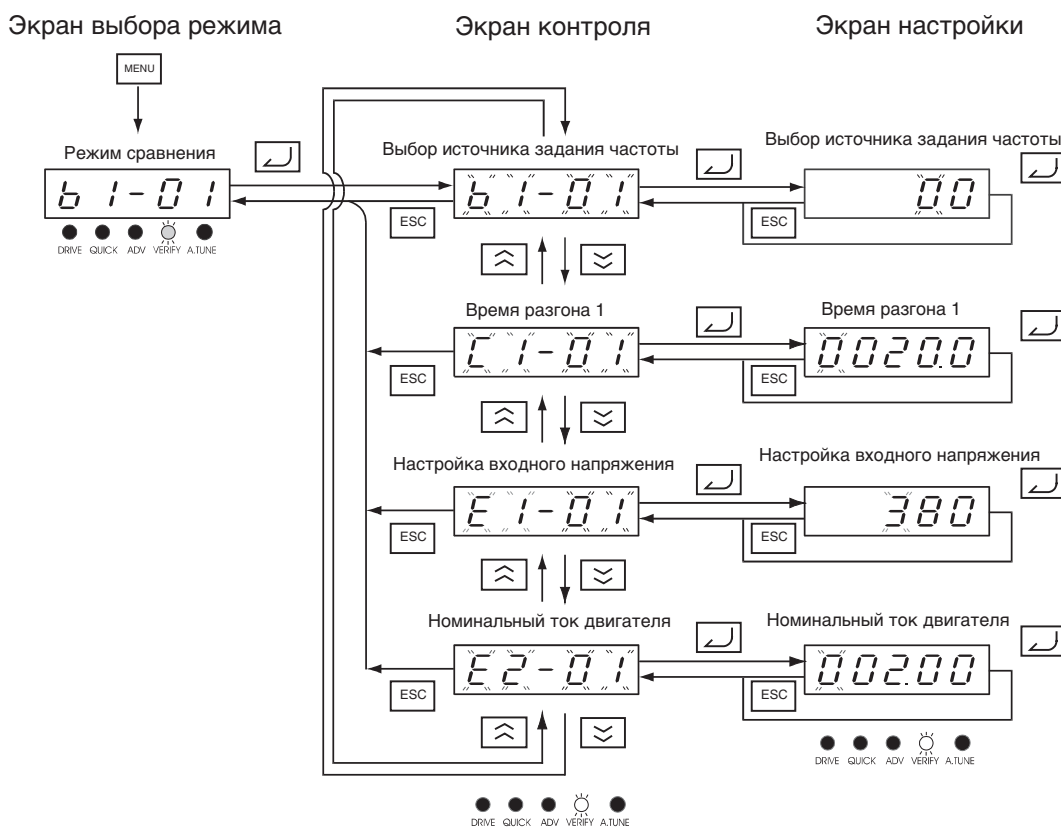 Экран выбора режима
Экран контроля
Экран настройки
MENU
Режим сравнения
Выбор источника задания частоты
Выбор источника задания частоты
b1-01
b1-01
00
ESC
ESC
DRIVE QUICK ADV VERIFY A.TUNE
Время разгона 1
Время разгона 1
C1-01
0020.0
ESC
ESC
Настройка входного напряжения
Настройка входного напряжения
E1-01
380
ESC
ESC
Номинальный ток двигателя
Номинальный ток двигателя
E2-01
002.00
ESC
ESC
DRIVE QUICK ADV VERIFY A.TUNE
DRIVE QUICK ADV VERIFY A.TUNE